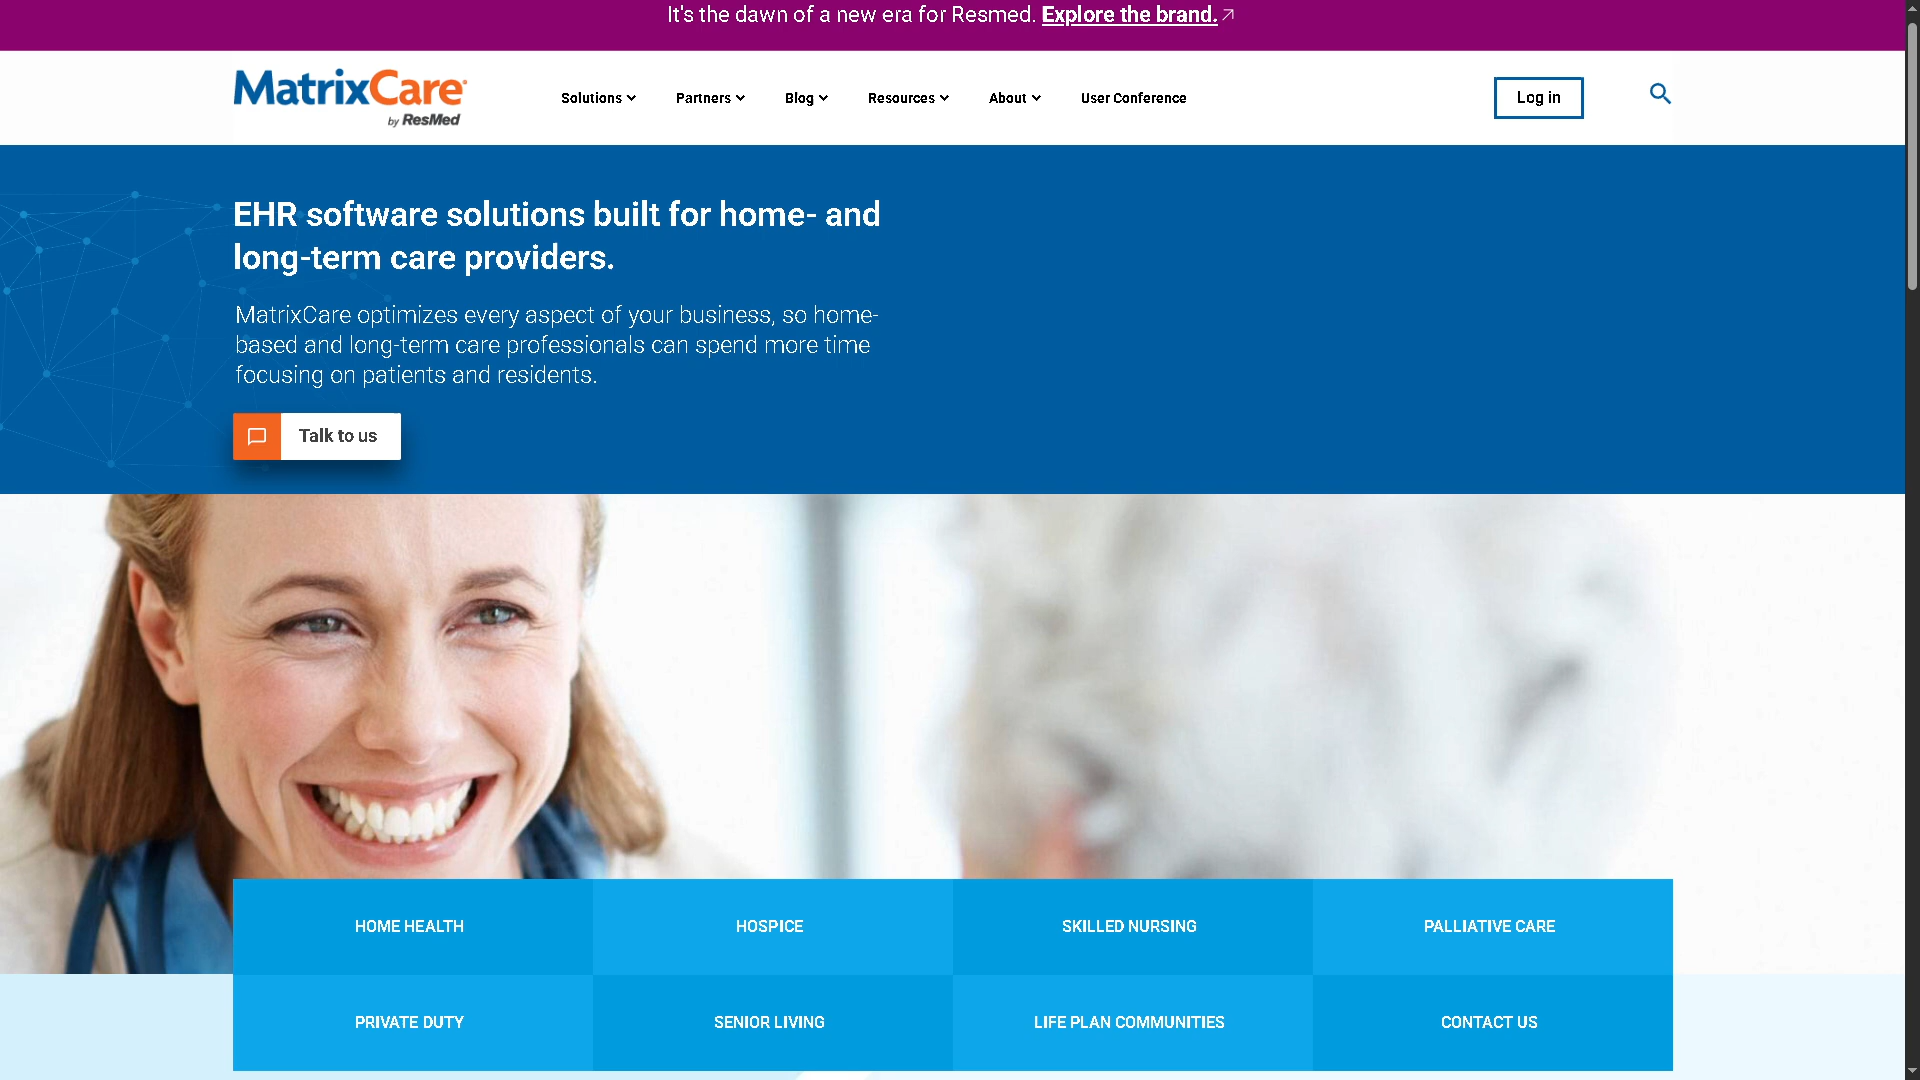 It's the dawn of a new era for Resmed. Explore the brand.
MatrixCare
by ResMed
Solutions
Partners
Blog
Resources
About
User Conference
Log in
EHR software solutions built for home- and
long-term care providers.
MatrixCare optimizes every aspect of your business, so home-
based and long-term care professionals can spend more time
focusing on patients and residents.
Talk to us
HOME HEALTH
HOSPICE
SKILLED NURSING
PALLIATIVE CARE
PRIVATE DUTY
SENIOR LIVING
LIFE PLAN COMMUNITIES
CONTACT US